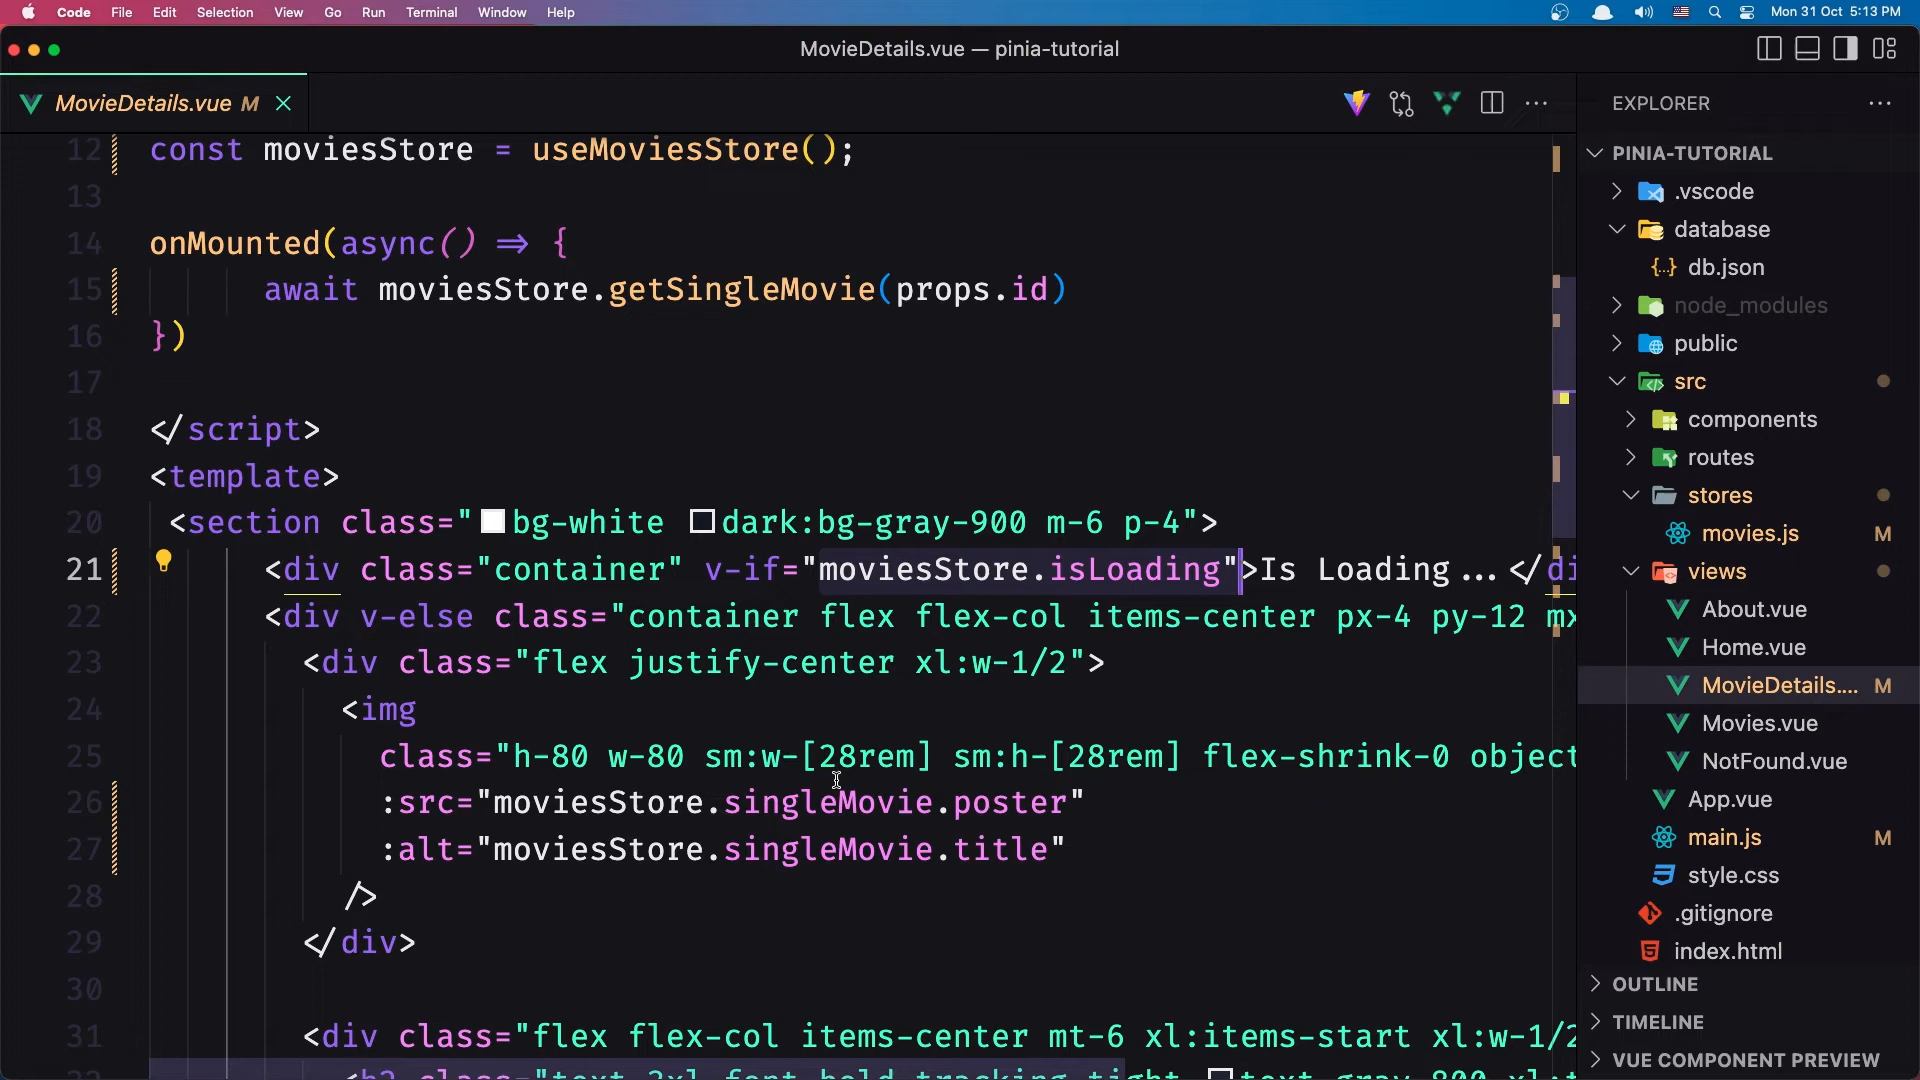 Code File Edit Selection View Go Run Terminal Window Help Mon 31 Oct 5:13 PM
MovieDetails.vue — pinia-tutorial
MovieDetails.vue M
12 const moviesStore = useMoviesStore();
13
14 onMounted(async() ⇒ {
15 await moviesStore.getSingleMovie(props.id)
16 })
17
18 </script>
19 <template>
20 <section class="bg-white dark:bg-gray-900 m-6 p-4">
21 <div class="container" v-if="moviesStore.isLoading">Is Loading...</di
22 <div v-else class="container flex flex-col items-center px-4 py-12 mx
23 <div class="flex justify-center xl:w-1/2">
24 <img
25 class="h-80 w-80 sm:w-[28rem] sm:h-[28rem] flex-shrink-0 object
26 :src="moviesStore.singleMovie.poster"
27 :alt="moviesStore.singleMovie.title"
28 />
29 </div>
30
31 <div class="flex flex-col items-center mt-6 xl:items-start xl:w-1/2
EXPLORER
PINIA-TUTORIAL
.vscode
database
{..} db.json
node_modules
public
src
components
routes
stores
movies.js M
views
About.vue
Home.vue
MovieDetails.... M
Movies.vue
NotFound.vue
App.vue
main.js M
style.css
.gitignore
index.html
OUTLINE
TIMELINE
VUE COMPONENT PREVIEW